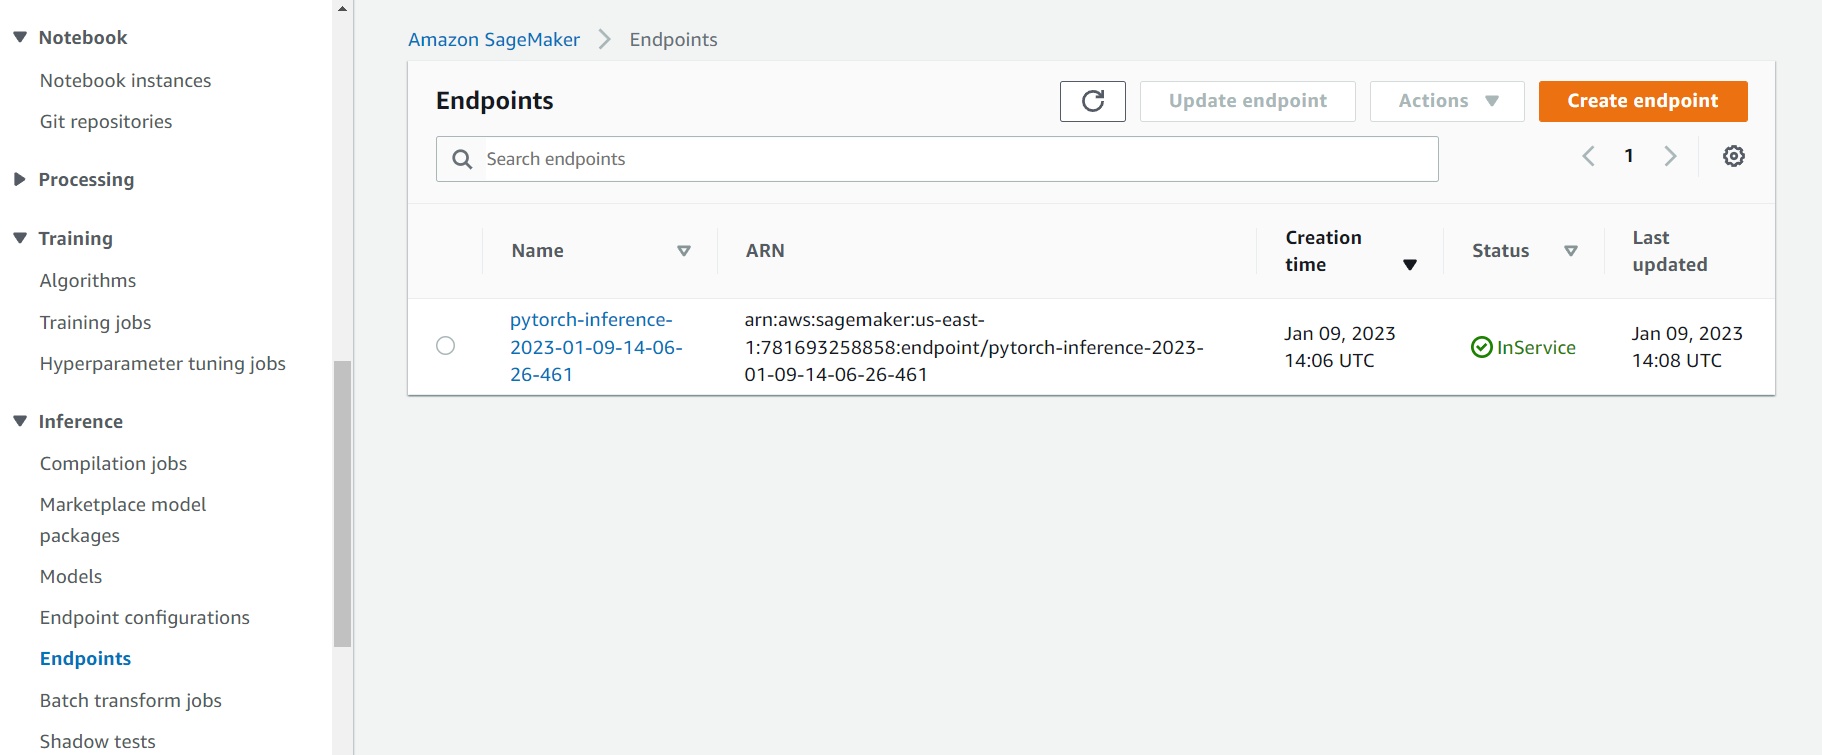 Notebook
Notebook instances
Git repositories
Processing
Training
Algorithms
Training jobs
Hyperparameter tuning jobs
Inference
Compilation jobs
Marketplace model
packages
Models
Endpoint configurations
Endpoints
Batch transform jobs
Shadow tests
Amazon SageMaker
Endpoints
Endpoints
Update endpoint
Actions
Create endpoint
Search endpoints
1
Name
ARN
Creation
time
Status
Last
updated
pytorch-inference-
2023-01-09-14-06-
26-461
arn:aws:sagemaker:us-east-
1:781693258858:endpoint/pytorch-inference-2023-
01-09-14-06-26-461
Jan 09, 2023
14:06 UTC
InService
Jan 09, 2023
14:08 UTC